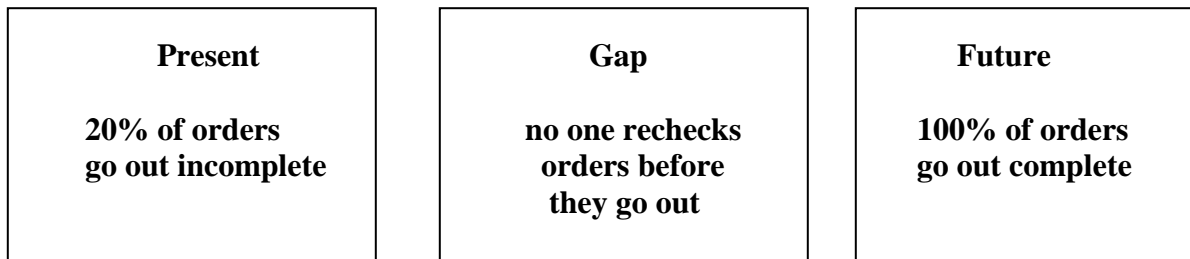 Present
20% of orders
go out incomplete
Gap
no one rechecks
orders before
they go out
Future
100% of orders
go out complete